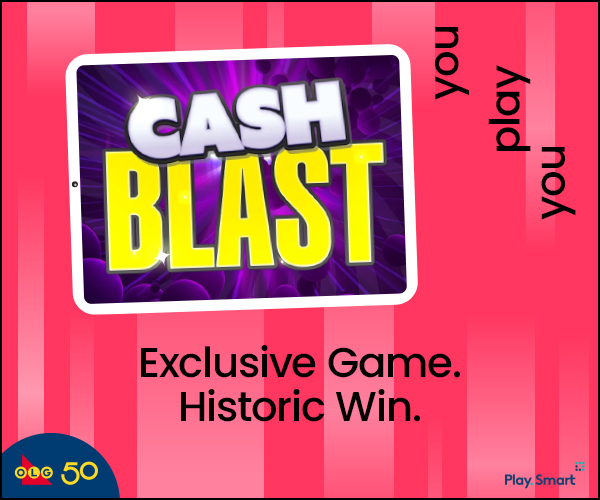 you
play
you
CASH
BLAST
Exclusive Game.
Historic Win.
OLG 50
Play Smart